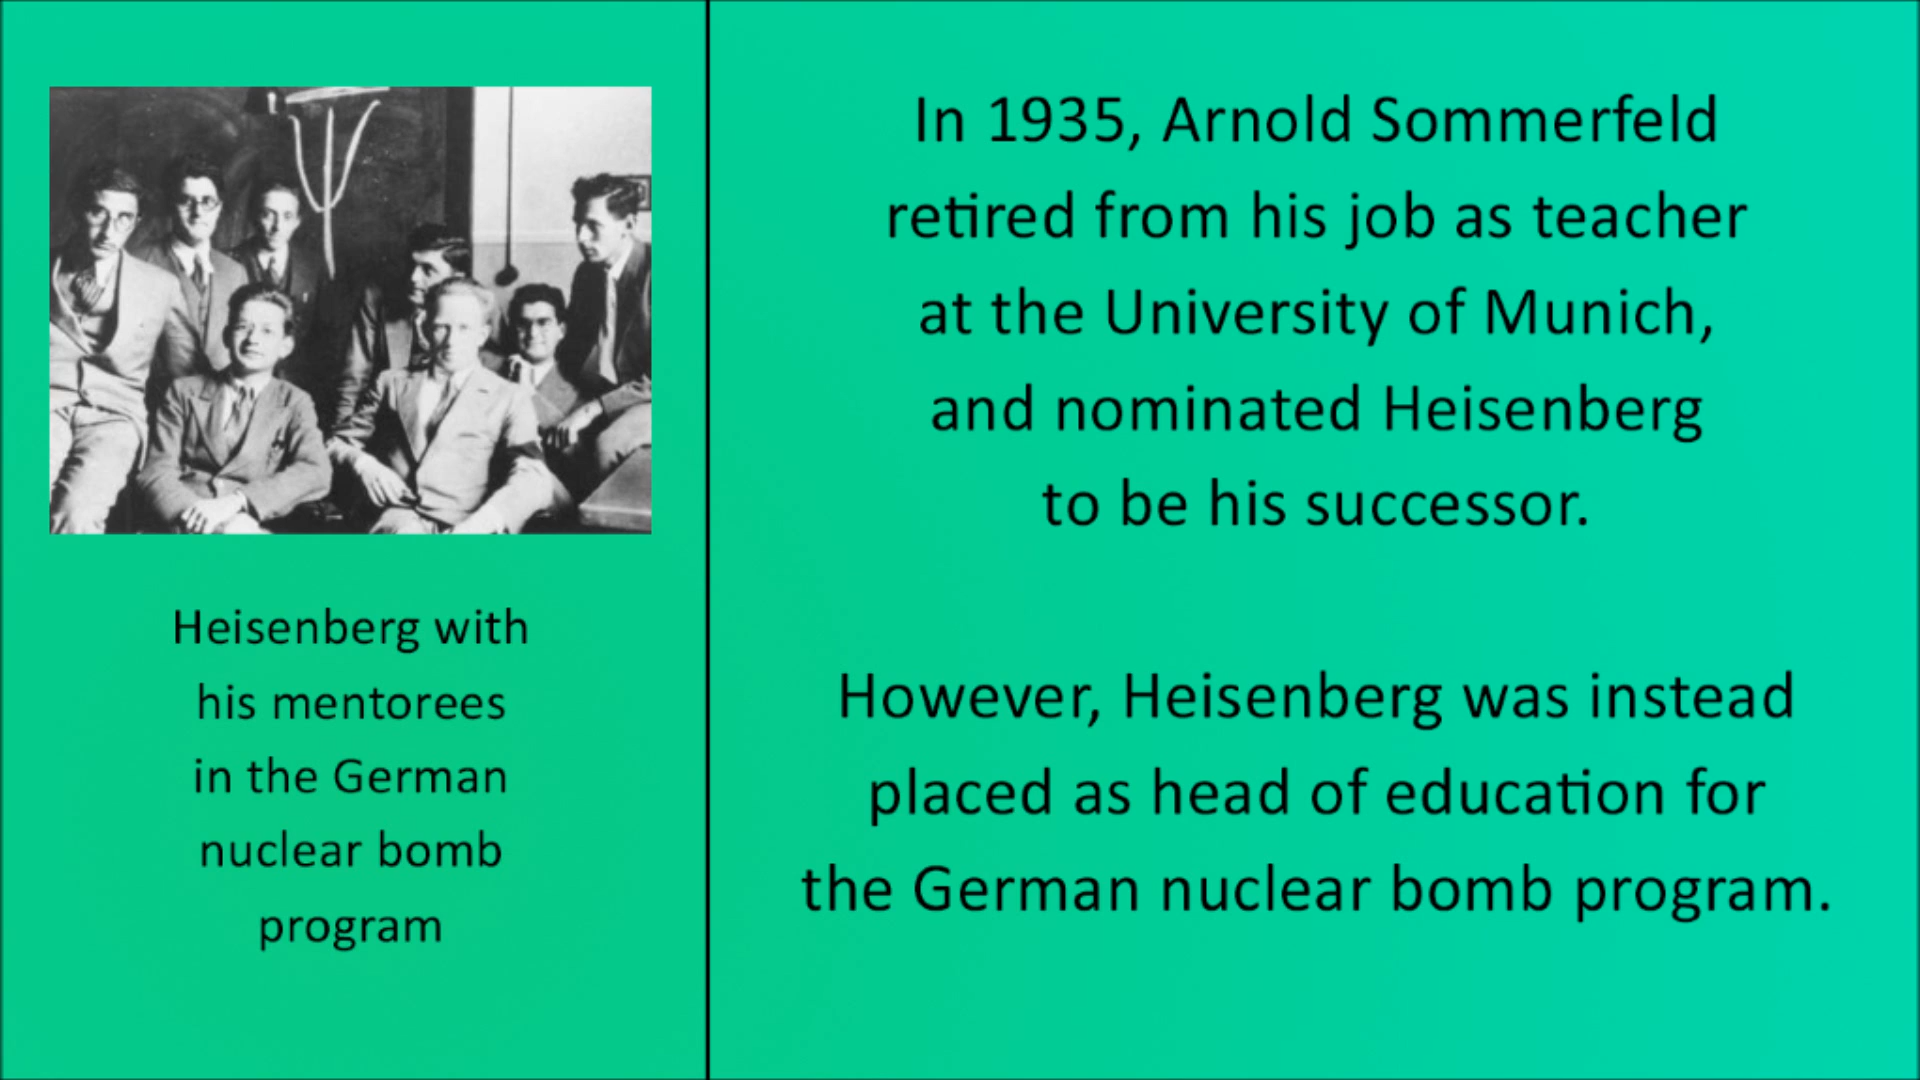 Heisenberg with
his mentorees
in the German
nuclear bomb
program
In 1935, Arnold Sommerfeld
retired from his job as teacher
at the University of Munich,
and nominated Heisenberg
to be his successor.
However, Heisenberg was instead
placed as head of education for
the German nuclear bomb program.